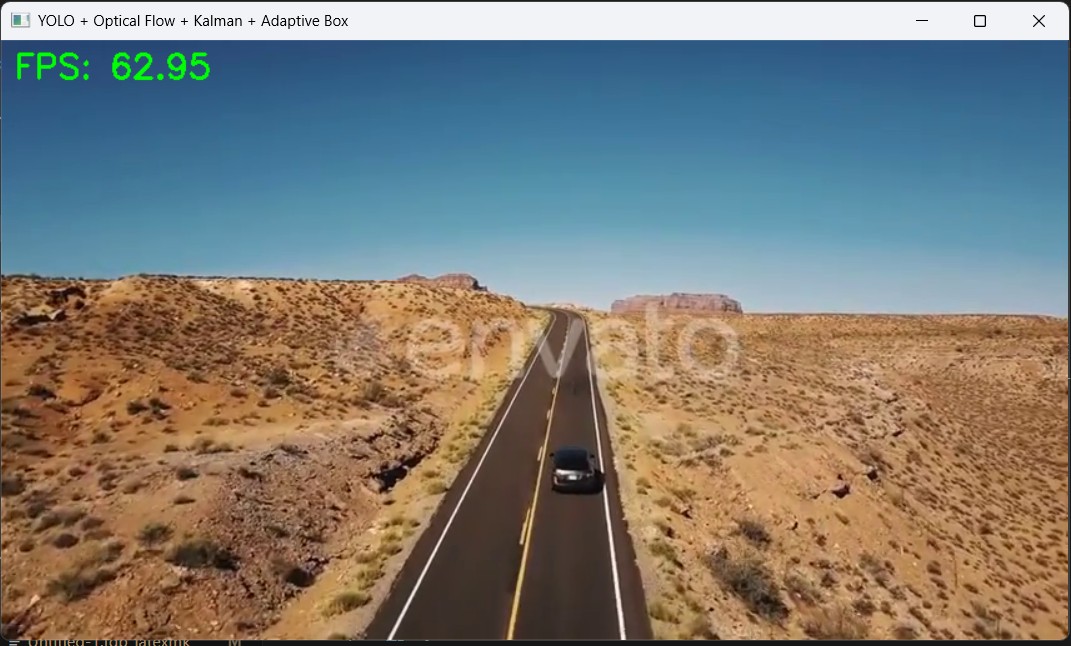 YOLO + Optical Flow + Kalman + Adaptive Box
FPS: 62.95
envato